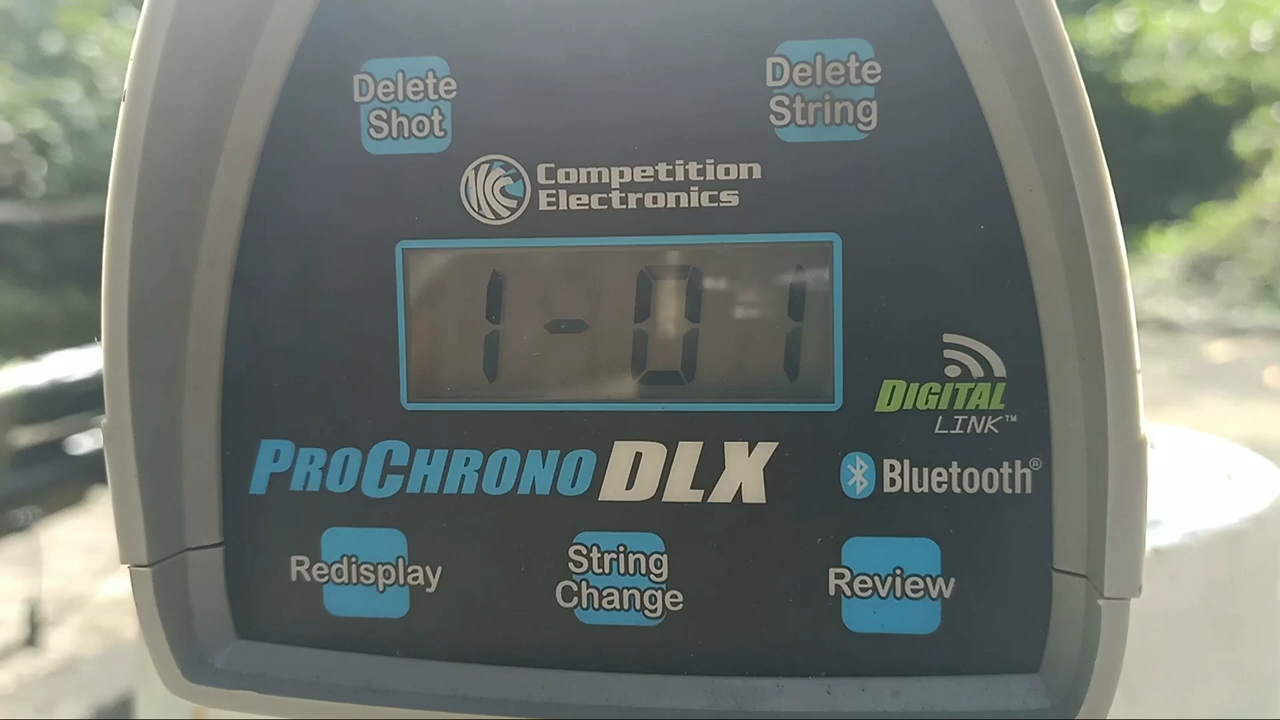 Delete
Shot
Delete
String
Competition
Electronics
1-01
DIGITAL
LINK™
PROCHRONO DLX
Bluetooth®
Redisplay
String
Change
Review